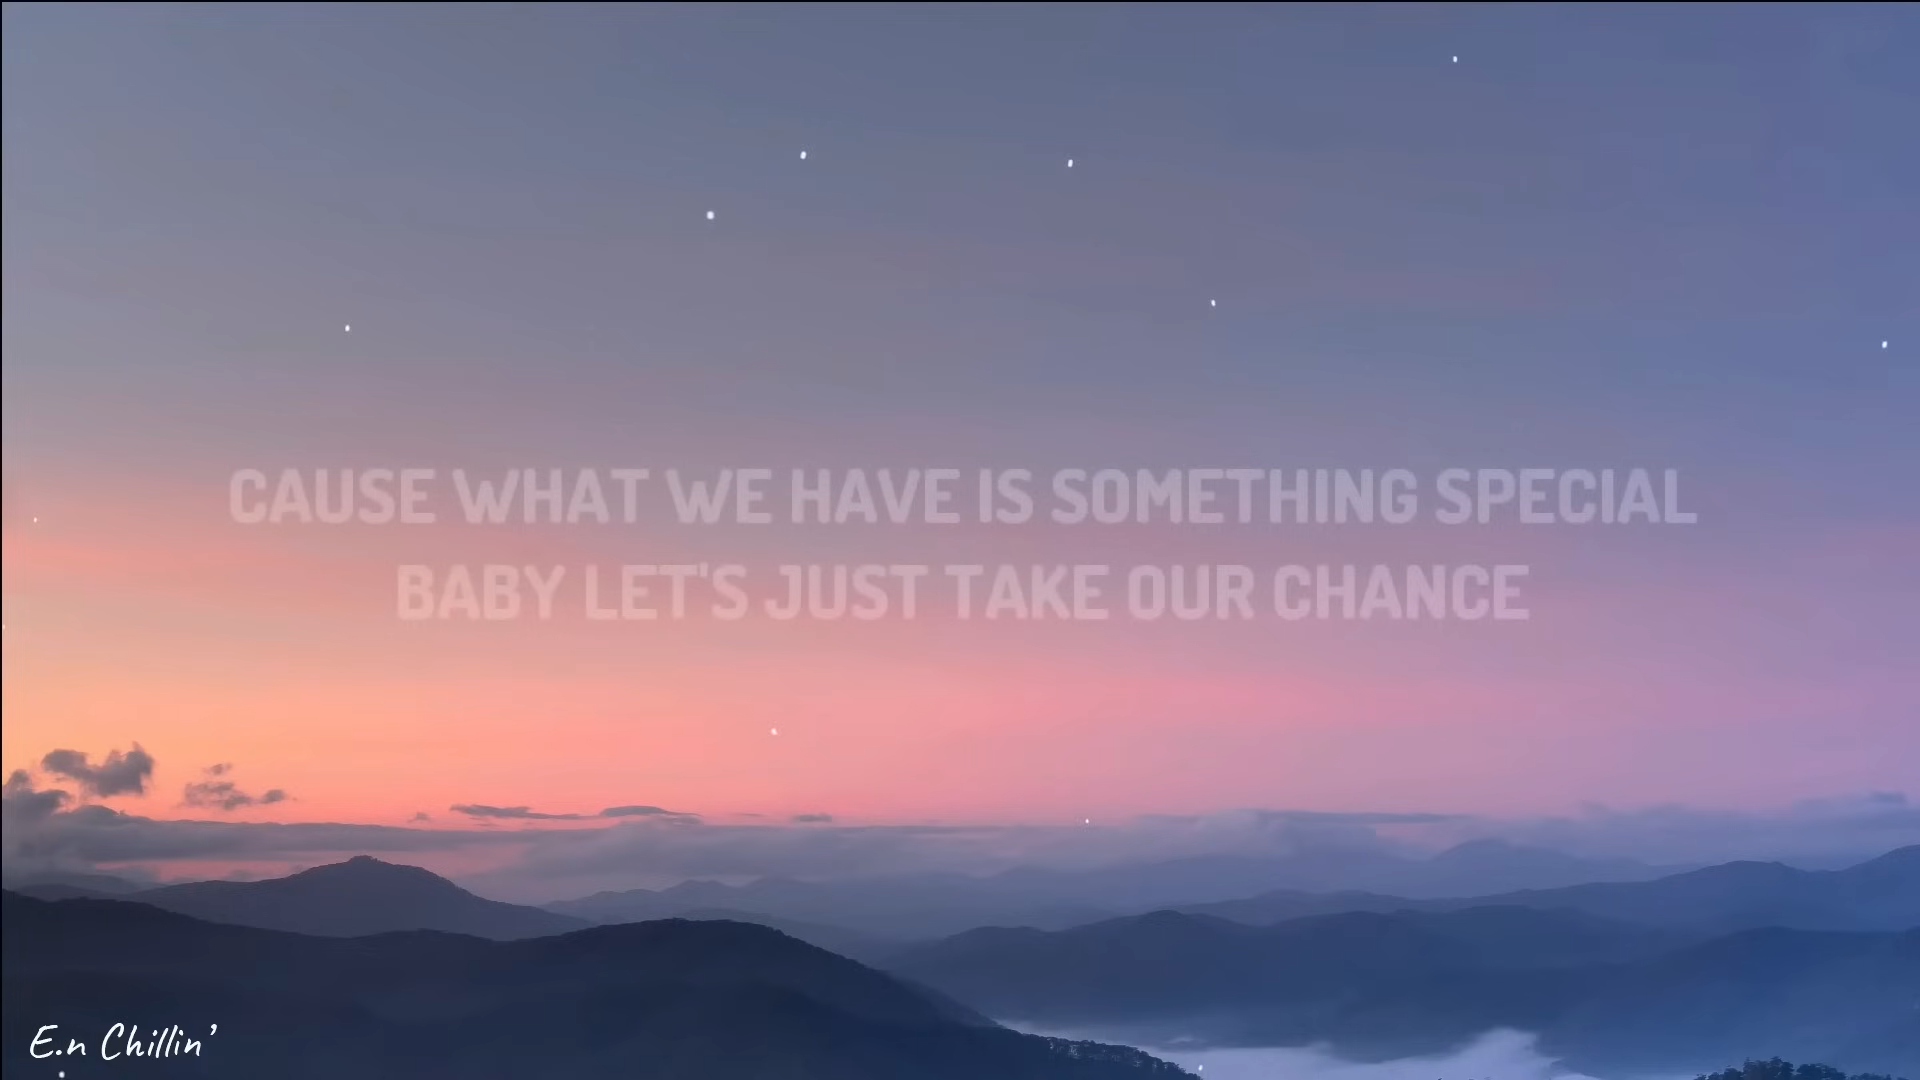 CAUSE WHAT WE HAVE IS SOMETHING SPECIAL
BABY LET'S JUST TAKE OUR CHANCE
E.n Chillin'